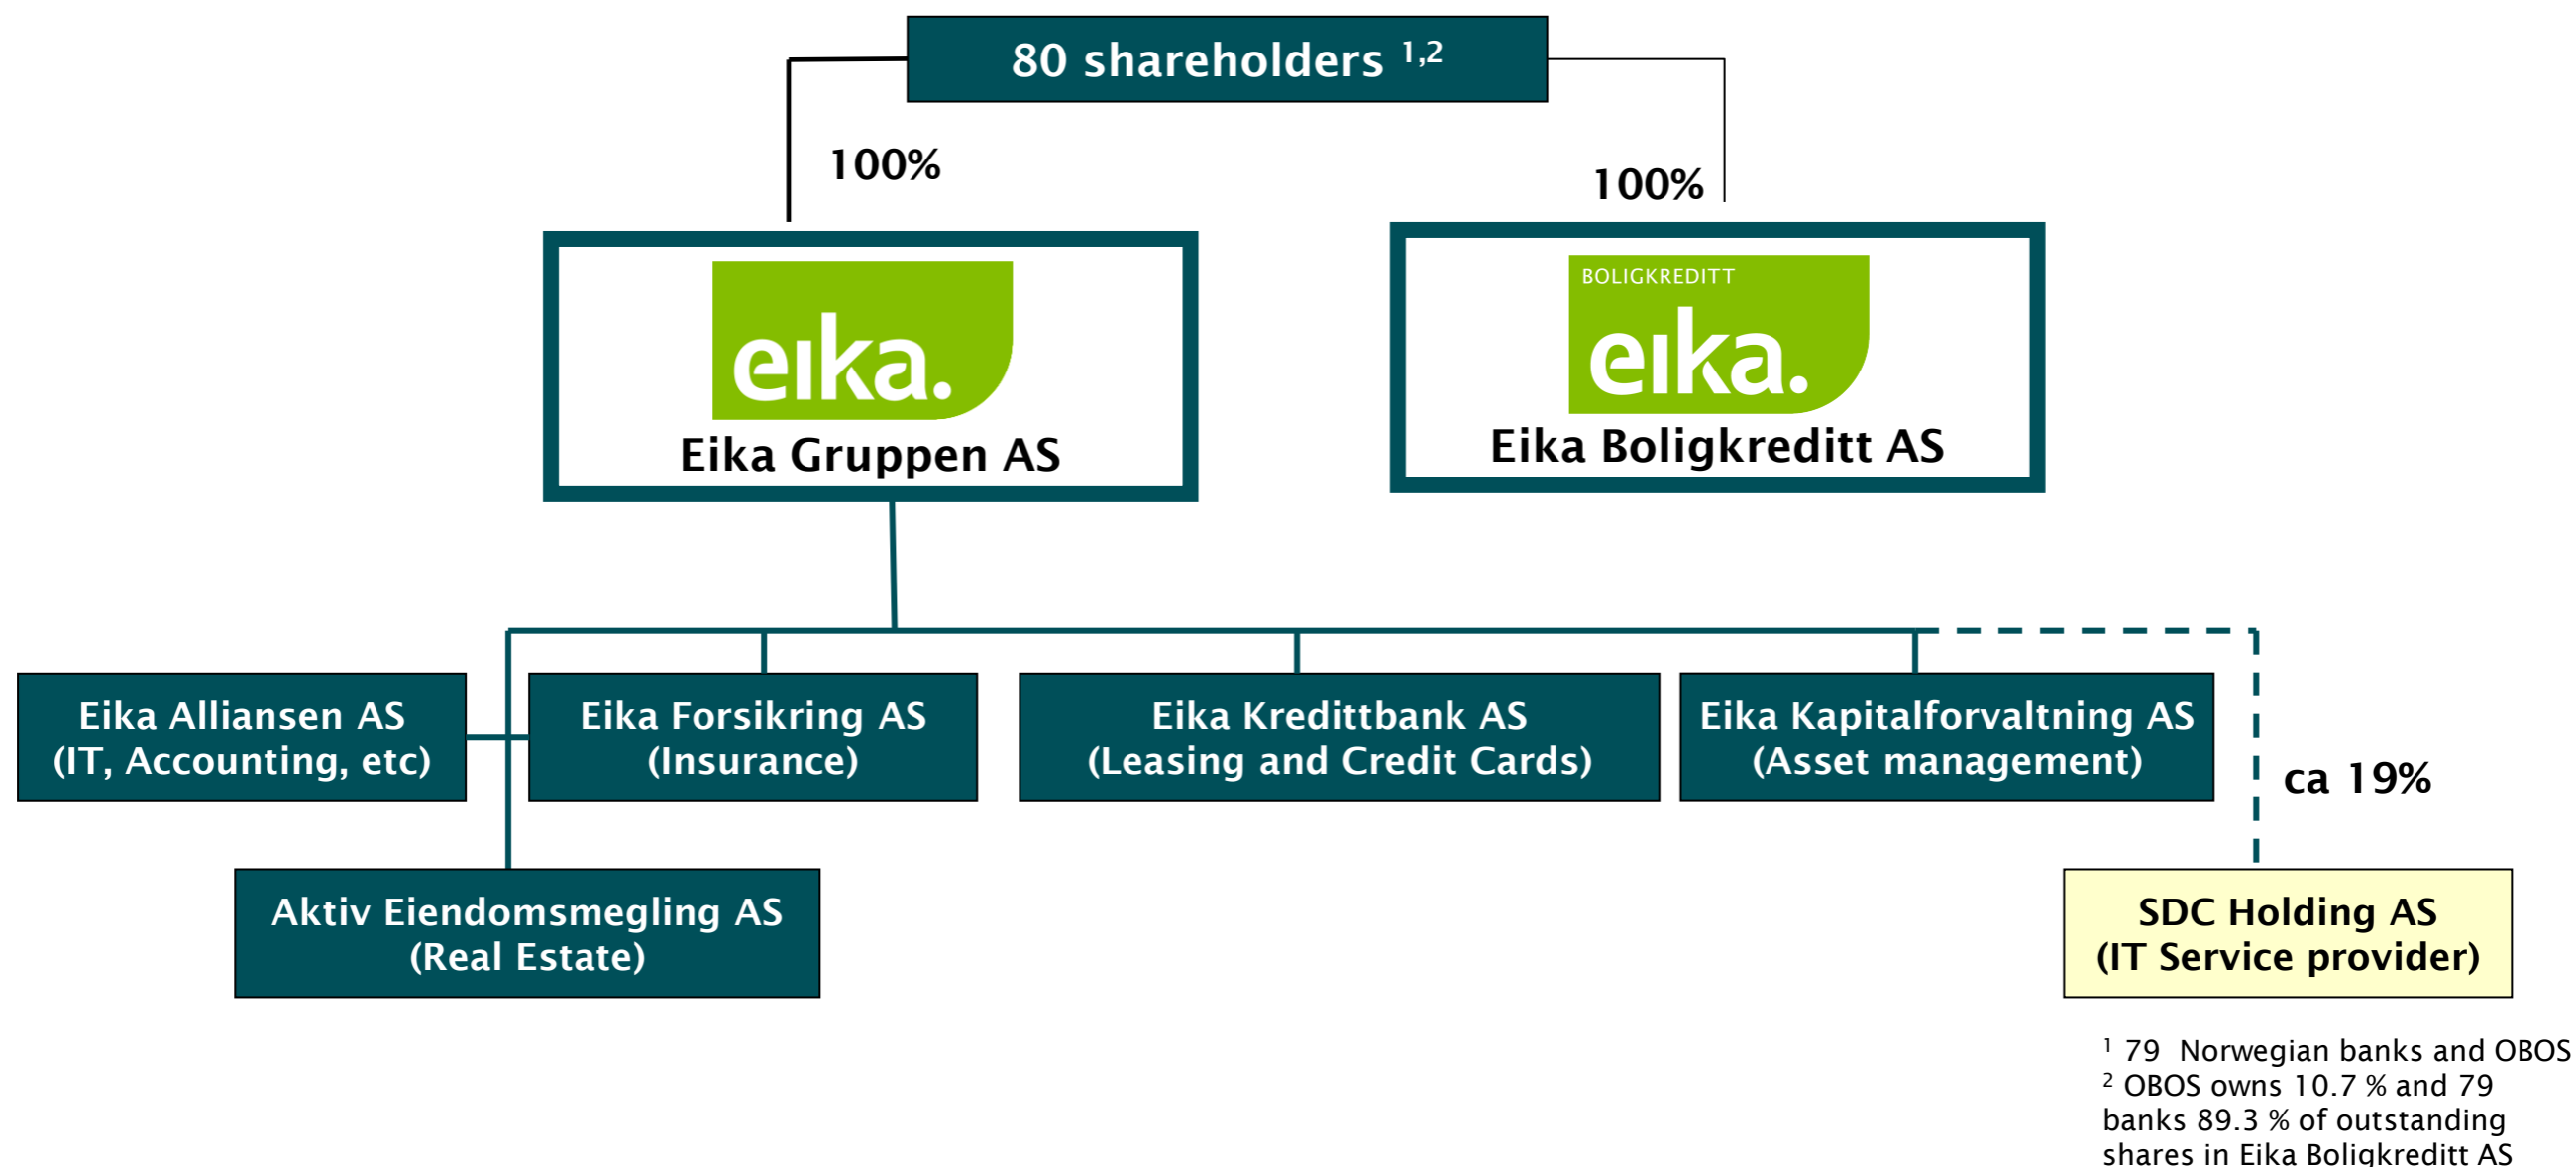 80 shareholders 1,2
100%
100%
eika.
Eika Gruppen AS
BOLIGKREDITT
eika.
Eika Boligkreditt AS
Eika Alliansen AS
(IT, Accounting, etc)
Eika Forsikring AS
(Insurance)
Eika Kredittbank AS
(Leasing and Credit Cards)
Eika Kapitalforvaltning AS
(Asset management)
ca 19%
Aktiv Eiendomsmegling AS
(Real Estate)
SDC Holding AS
(IT Service provider)
1 79 Norwegian banks and OBOS
2 OBOS owns 10.7 % and 79
banks 89.3 % of outstanding
shares in Eika Boligkreditt AS